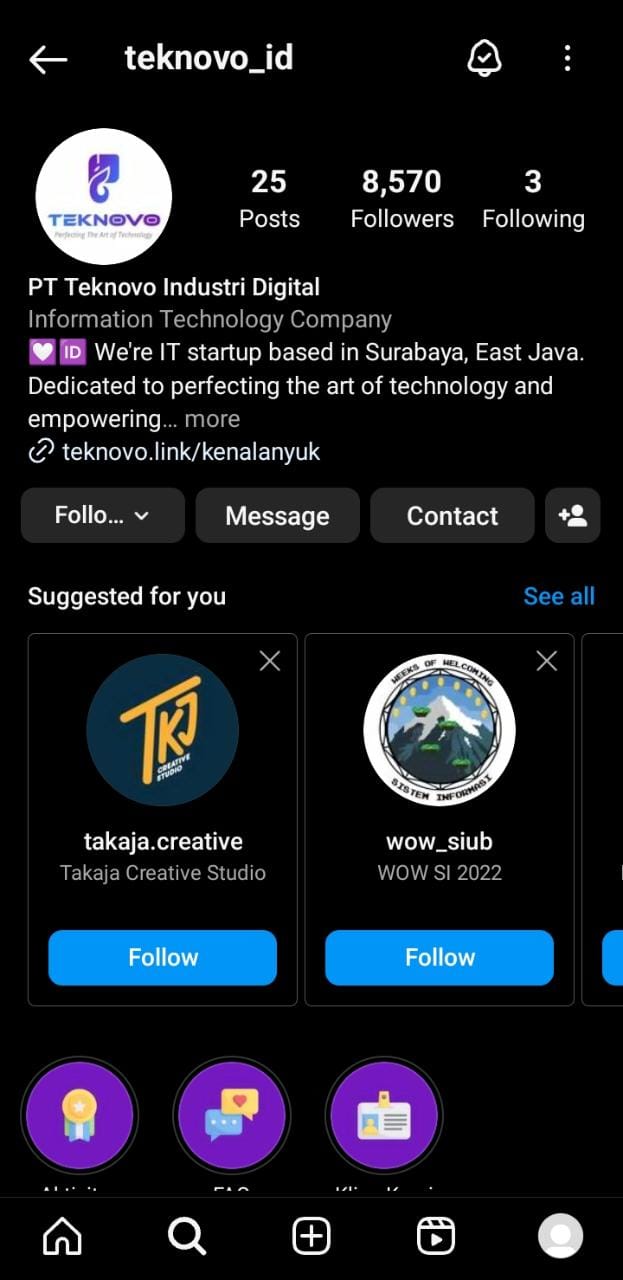 teknovo_id
TEKNOVO
Perfecting The Art of Technology
25
8,570
3
Posts
Followers
Following
PT Teknovo Industri Digital
Information Technology Company
💜🆔 We're IT startup based in Surabaya, East Java.
Dedicated to perfecting the art of technology and
empowering... more
teknovo.link/kenalanyuk
Follo...
Message
Contact
Suggested for you
See all
TKJ
CREATIVE
STUDIO
takaja.creative
Takaja Creative Studio
Follow
WEEKS OF WELCOMING
SISTEM INFORMASI
wow_siub
WOW SI 2022
Follow